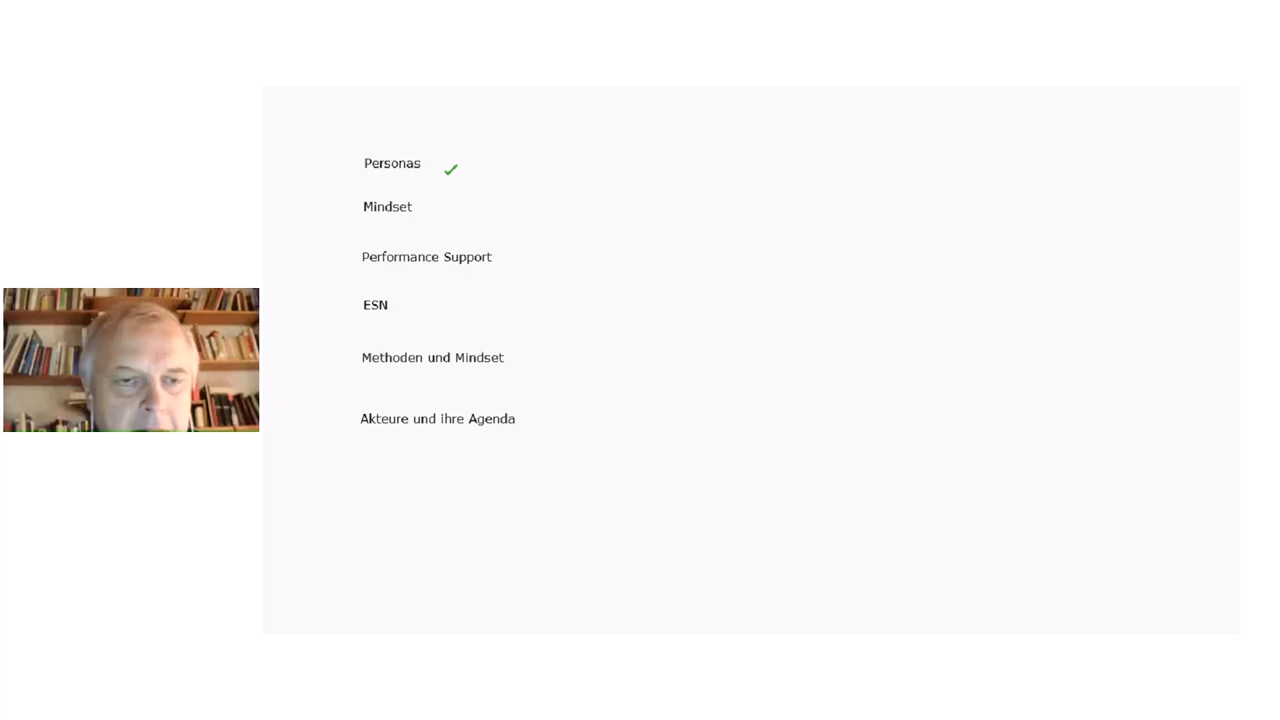 Personas
Mindset
Performance Support
ESN
Methoden und Mindset
Akteure und ihre Agenda